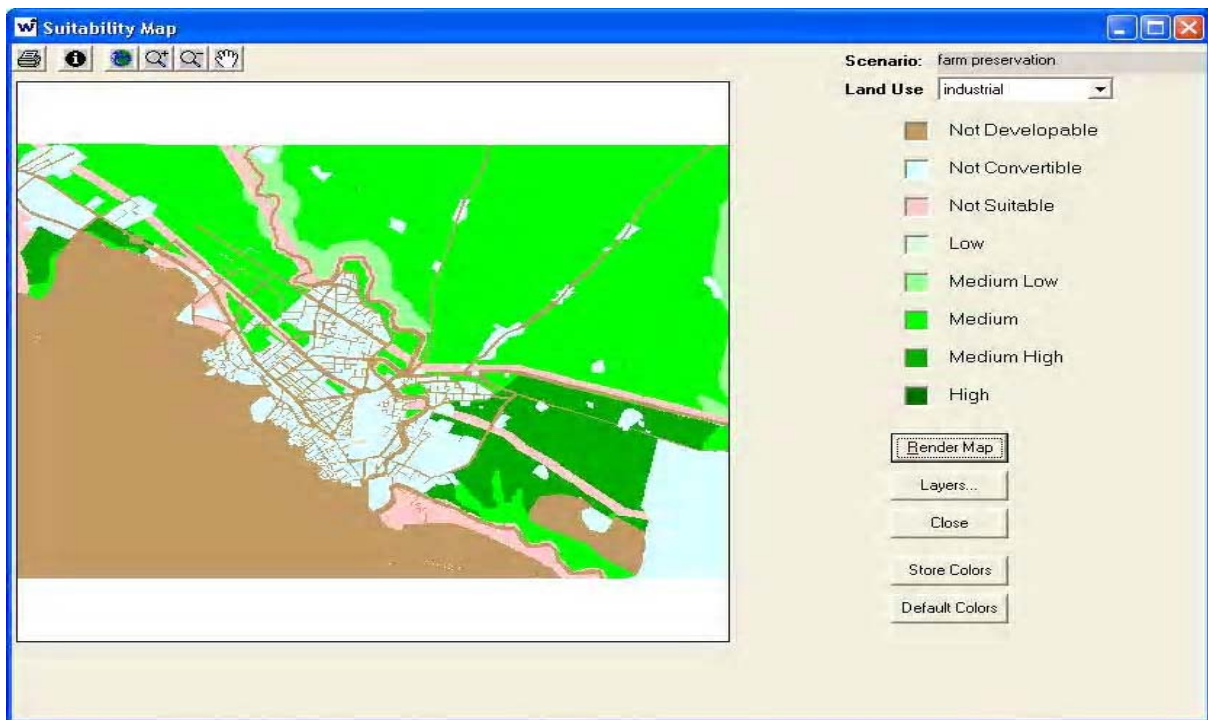 Suitability Map
Scenario: farm preservation
Land Use industrial
Not Developable
Not Convertible
Not Suitable
Low
Medium Low
Medium
Medium High
High
Render Map
Layers...
Close
Store Colors
Default Colors